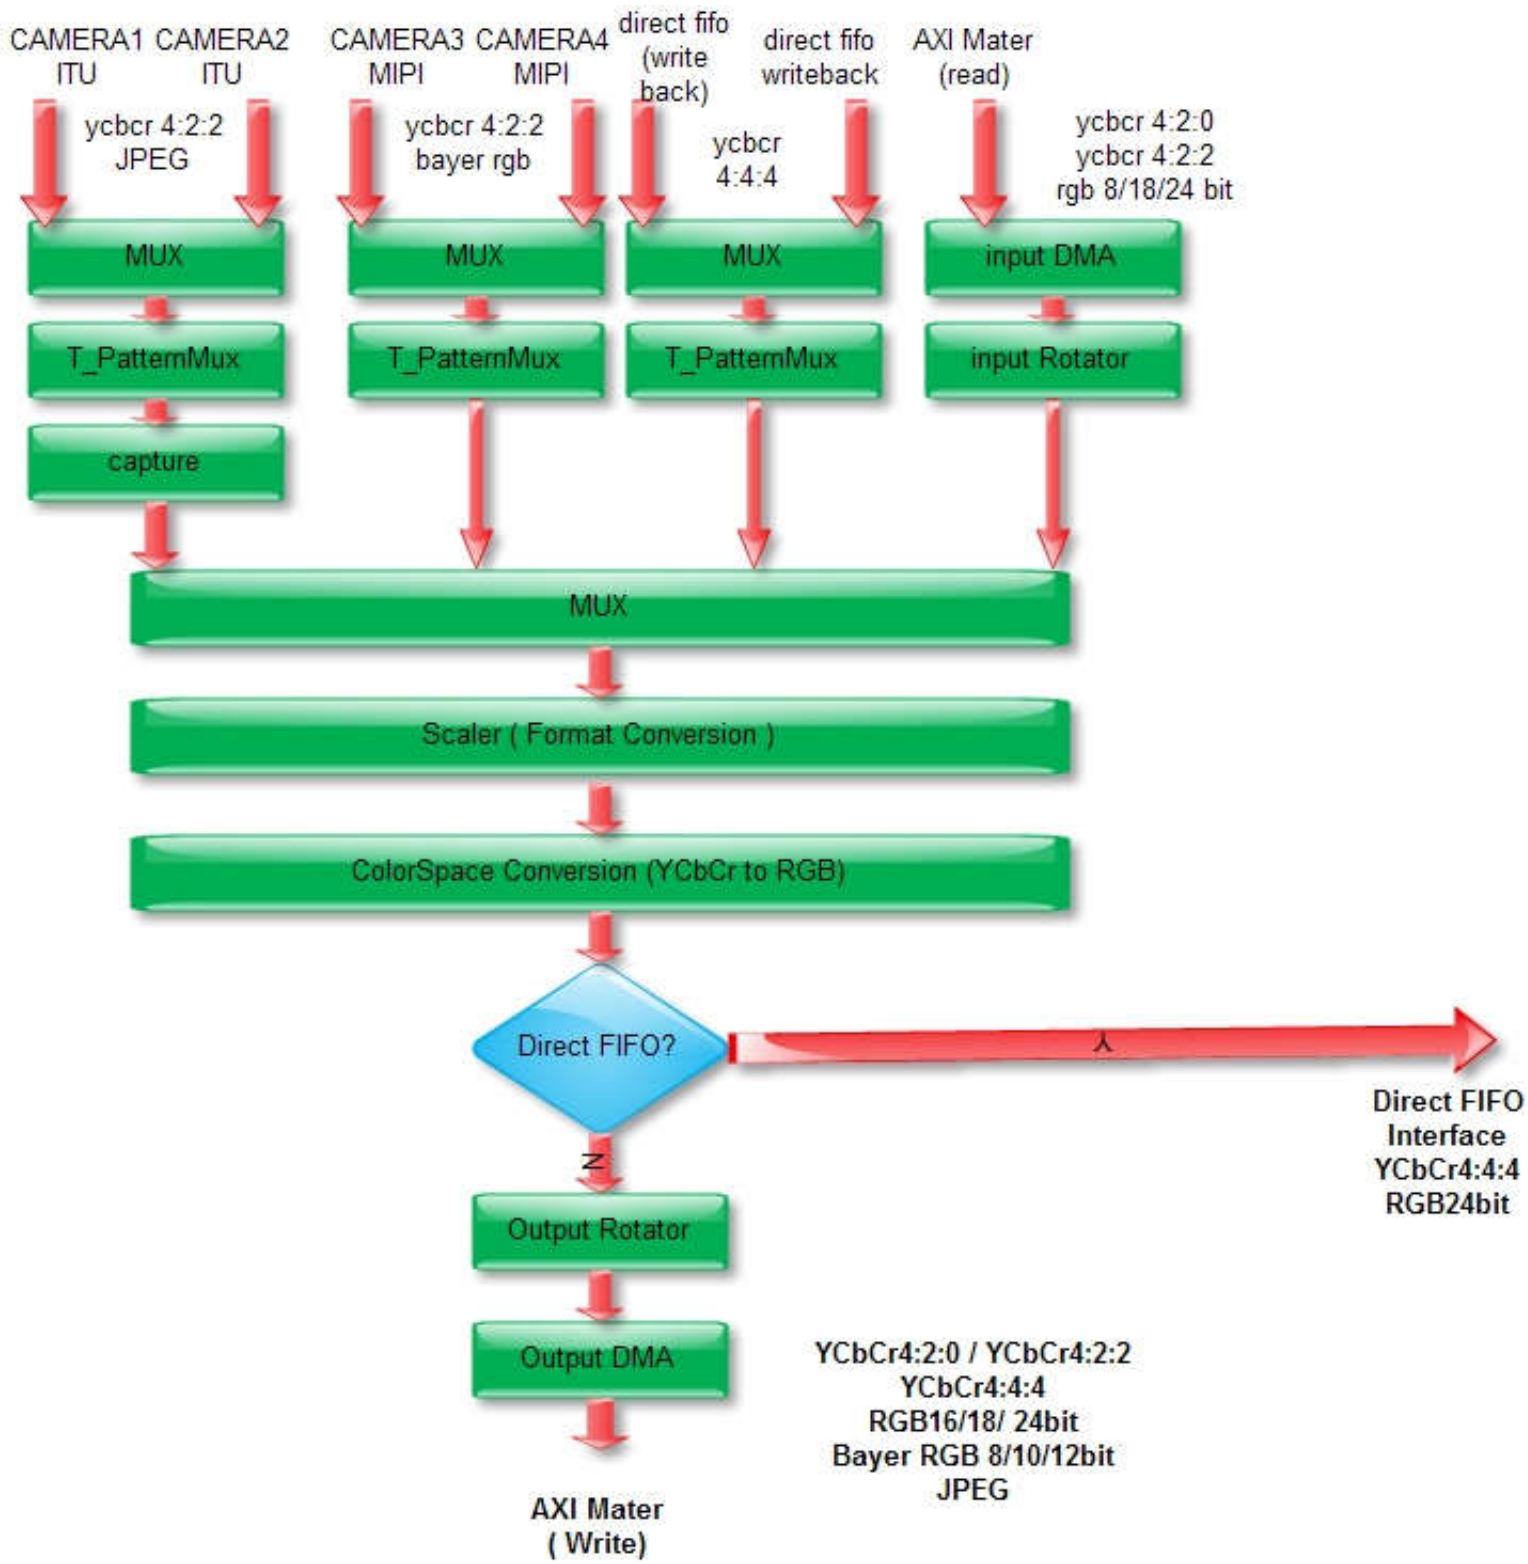 CAMERA1
ITU
CAMERA2
ITU
CAMERA3
MIPI
CAMERA4
MIPI
direct fifo
(write
back)
direct fifo
writeback
AXI Mater
(read)
ycbcr 4:2:2
JPEG
ycbcr 4:2:2
bayer rgb
ycbcr
4:4:4
ycbcr 4:2:0
ycbcr 4:2:2
rgb 8/18/24 bit
MUX
MUX
MUX
input DMA
T_PatternMux
T_PatternMux
T_PatternMux
input Rotator
capture
MUX
Scaler ( Format Conversion )
ColorSpace Conversion (YCbCr to RGB)
Direct FIFO?
Y
Direct FIFO
Interface
YCbCr4:4:4
RGB24bit
N
Output Rotator
Output DMA
YCbCr4:2:0 / YCbCr4:2:2
YCbCr4:4:4
RGB16/18/ 24bit
Bayer RGB 8/10/12bit
JPEG
AXI Mater
( Write)